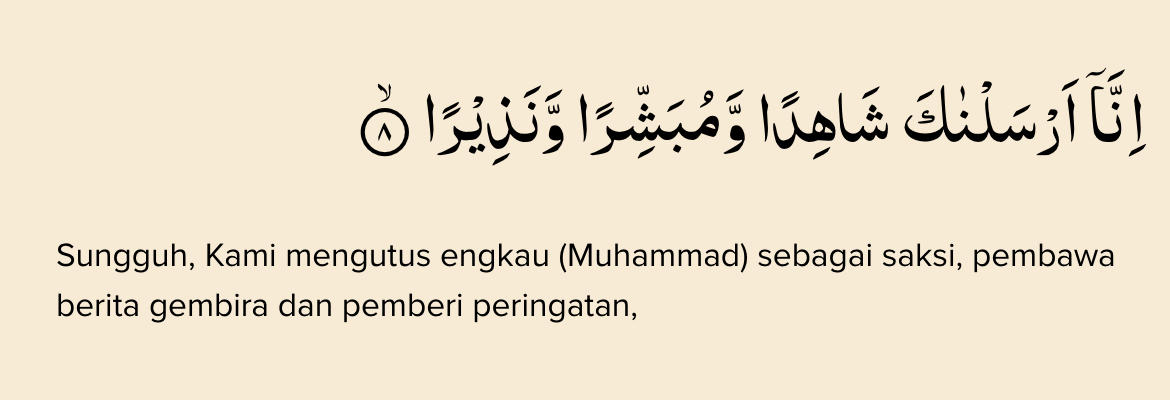 اِنَّآ اَرْسَلْنٰكَ شَاهِدًا وَّمُبَشِّرًا وَّنَذِيْرًا ۙ ٨
Sungguh, Kami mengutus engkau (Muhammad) sebagai saksi, pembawa
berita gembira dan pemberi peringatan,